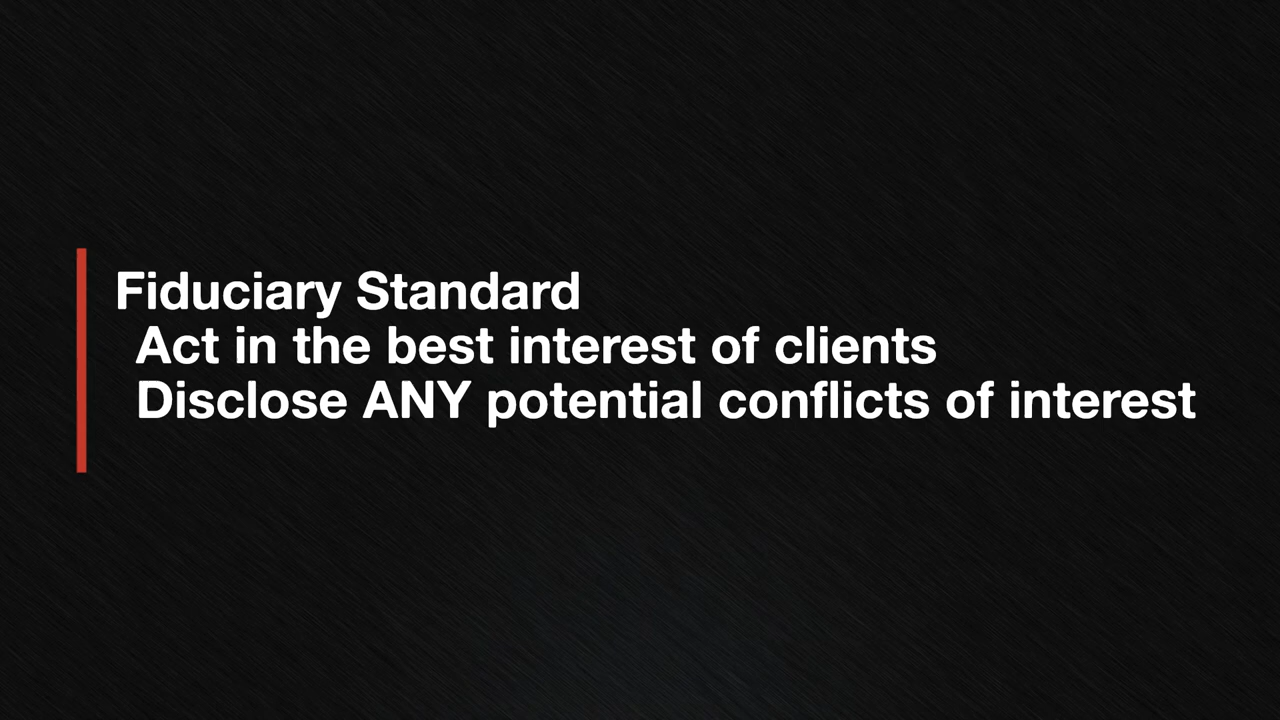 Fiduciary Standard
Act in the best interest of clients
Disclose ANY potential conflicts of interest